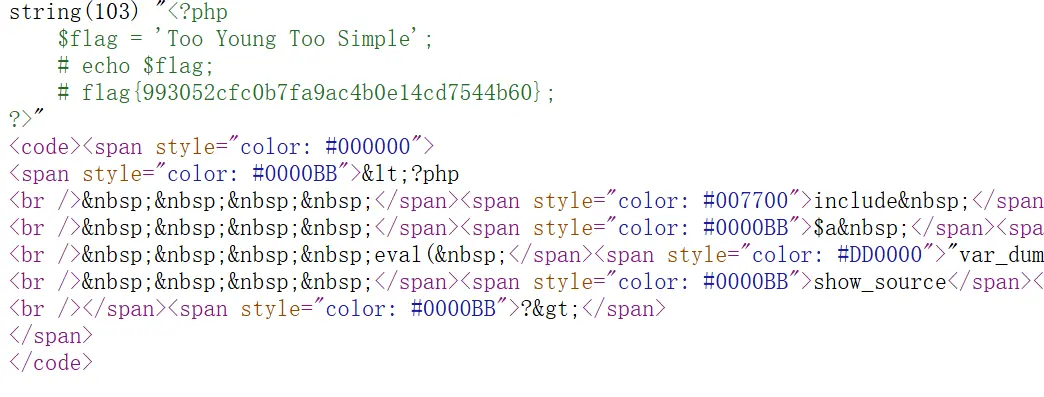 string(103) "<?php
    $flag = 'Too Young Too Simple';
    # echo $flag;
    # flag{993052cfc0b7fa9ac4b0e14cd7544b60};
?>"
<code><span style="color: #000000">
<span style="color: #0000BB">&lt;?php
<br />&nbsp;&nbsp;&nbsp;&nbsp;</span><span style="color: #007700">include&nbsp;</span
<br />&nbsp;&nbsp;&nbsp;&nbsp;</span><span style="color: #0000BB">$a&nbsp;</span><spa
<br />&nbsp;&nbsp;&nbsp;&nbsp;eval(&nbsp;</span><span style="color: #DD0000">"var_dum
<br />&nbsp;&nbsp;&nbsp;&nbsp;</span><span style="color: #0000BB">show_source</span><
<br /></span><span style="color: #0000BB">?&gt;</span>
</span>
</code>